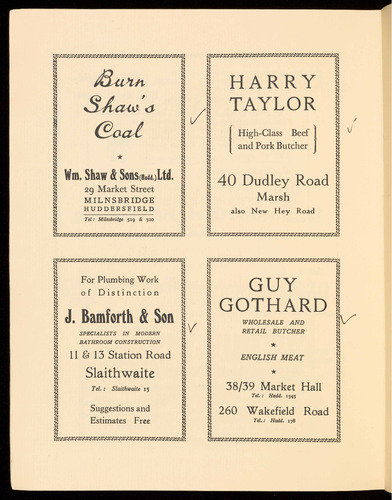 Burn
Shaw's
Coal
Wm. Shaw & Sons (Hudd.) Ltd.
29 Market Street
MILNSBRIDGE
HUDDERSFIELD
Tel: Milnsbridge 519 & 520
HARRY
TAYLOR
High-Class Beef
and Pork Butcher
40 Dudley Road
Marsh
also New Hey Road
For Plumbing Work
of Distinction
J. Bamforth & Son
SPECIALISTS IN MODERN
BATHROOM CONSTRUCTION
11 & 13 Station Road
Slaithwaite
Tel.: Slaithwaite 15
Suggestions and
Estimates Free
GUY
GOTHARD
WHOLESALE AND
RETAIL BUTCHER
ENGLISH MEAT
38/39 Market Hall
Tel.: Hudd. 1545
260 Wakefield Road
Tel.: Hudd. 178